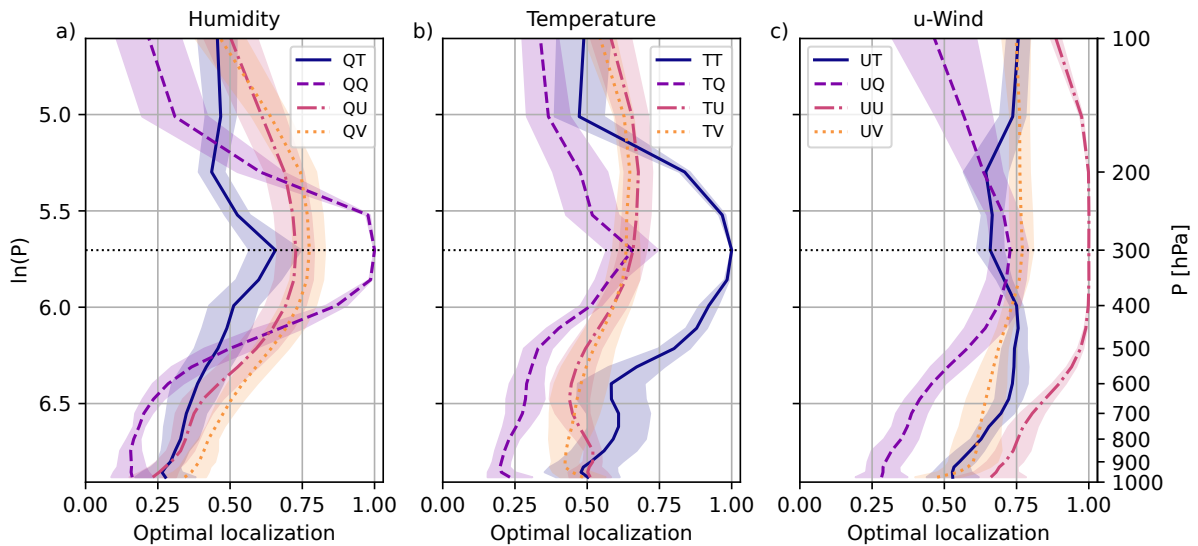 Humidity
Temperature
u-Wind
a)
b)
c)
QT
QQ
QU
QV
TT
TQ
TU
TV
UT
UQ
UU
UV
5.0
5.5
6.0
6.5
ln(P)
100
200
300
400
500
600
700
800
900
1000
P [hPa]
0.00 0.25 0.50 0.75 1.00
0.00 0.25 0.50 0.75 1.00
0.00 0.25 0.50 0.75 1.00
Optimal localization
Optimal localization
Optimal localization